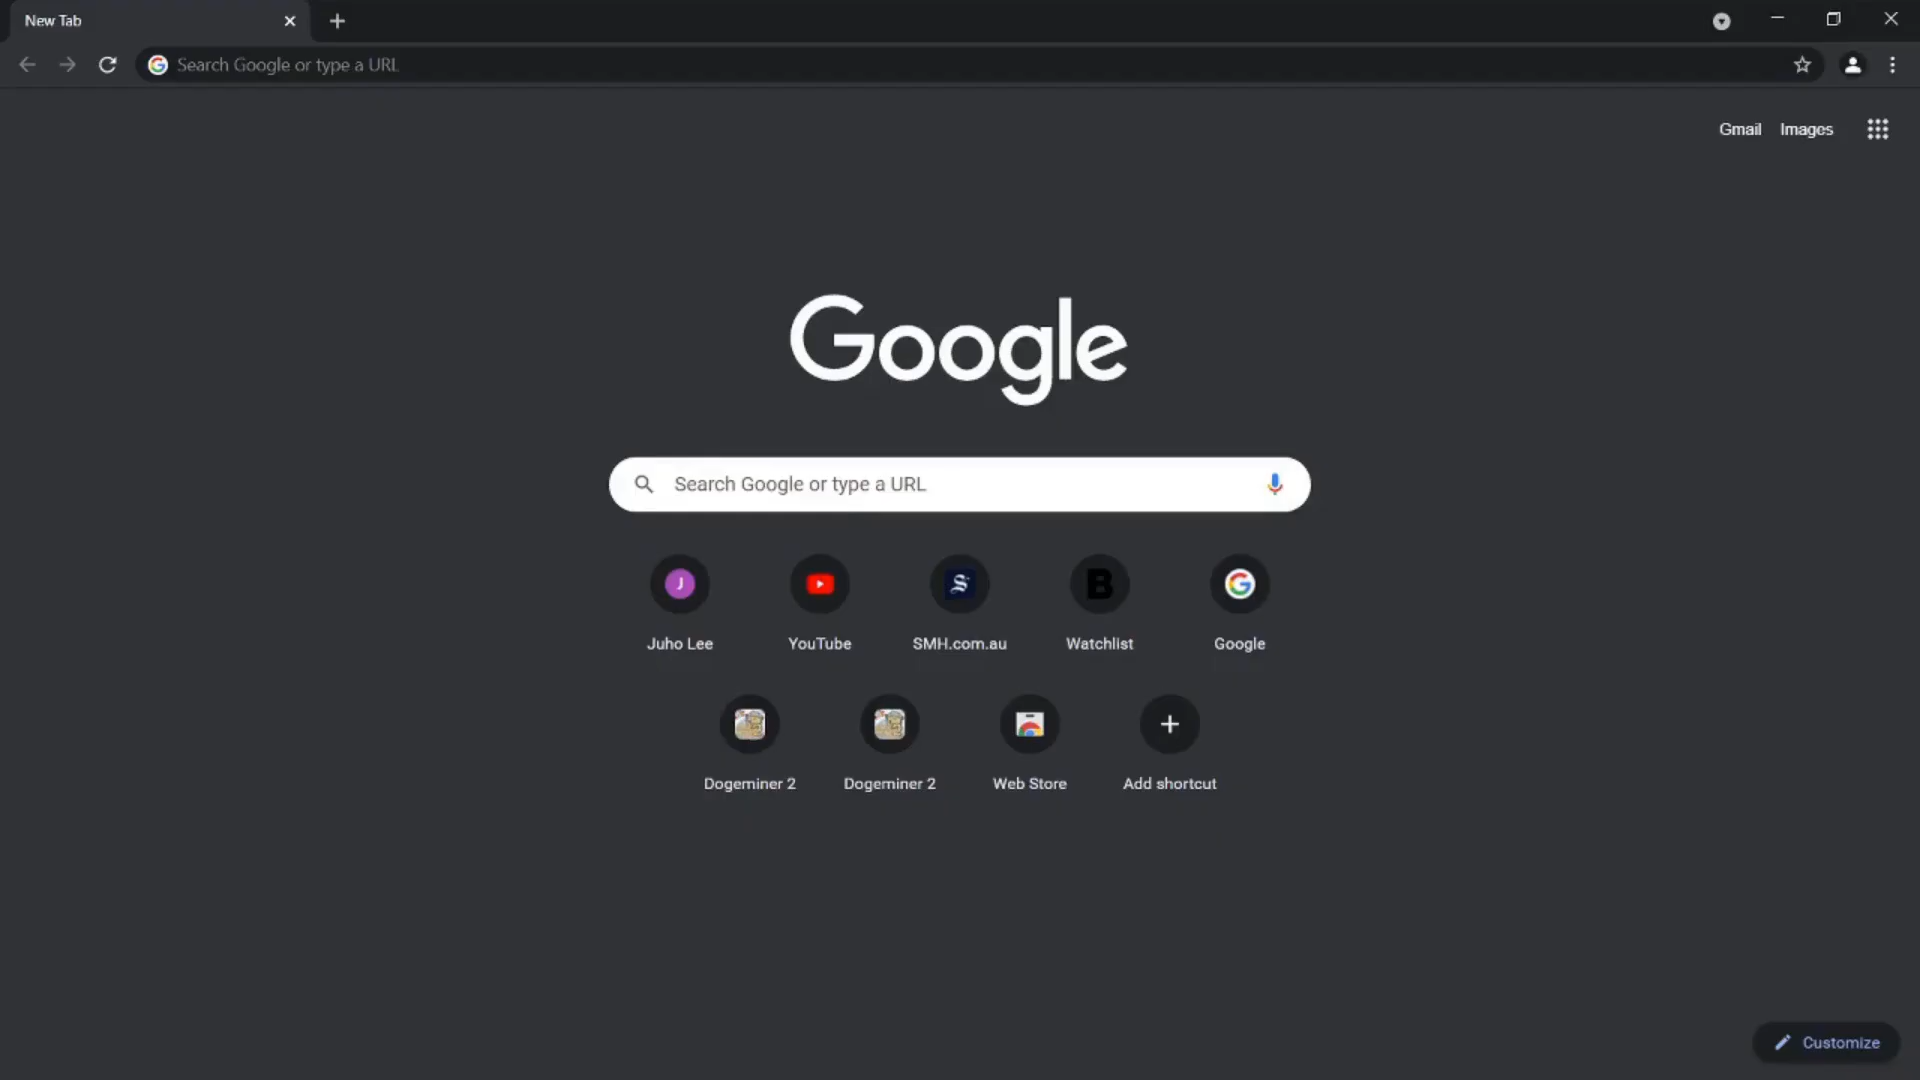 New Tab
Search Google or type a URL
Gmail Images
Google
Search Google or type a URL
J
S
B
G
Juho Lee
YouTube
SMH.com.au
Watchlist
Google
Dogeminer 2
Dogeminer 2
Web Store
Add shortcut
Customize